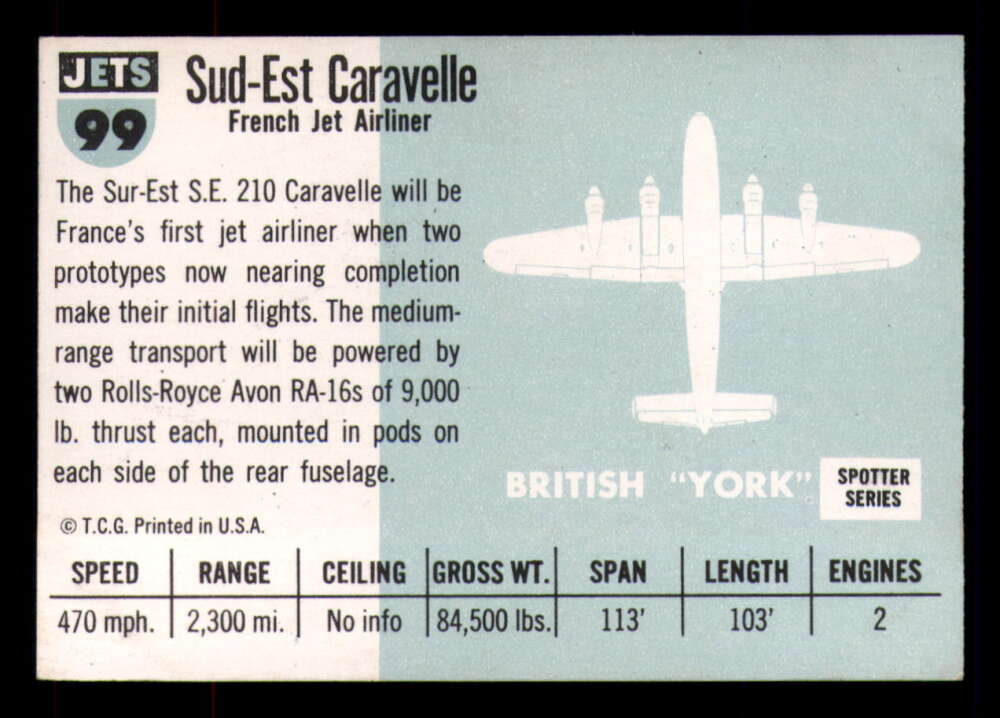 JETS
99
Sud-Est Caravelle
French Jet Airliner
The Sur-Est S.E. 210 Caravelle will be
France's first jet airliner when two
prototypes now nearing completion
make their initial flights. The medium-
range transport will be powered by
two Rolls-Royce Avon RA-16s of 9,000
lb. thrust each, mounted in pods on
each side of the rear fuselage.
© T.C.G. Printed in U.S.A.
BRITISH "YORK"
SPOTTER
SERIES
SPEED RANGE CEILING GROSS WT. SPAN LENGTH ENGINES
470 mph. 2,300 mi. No info 84,500 lbs. 113' 103' 2